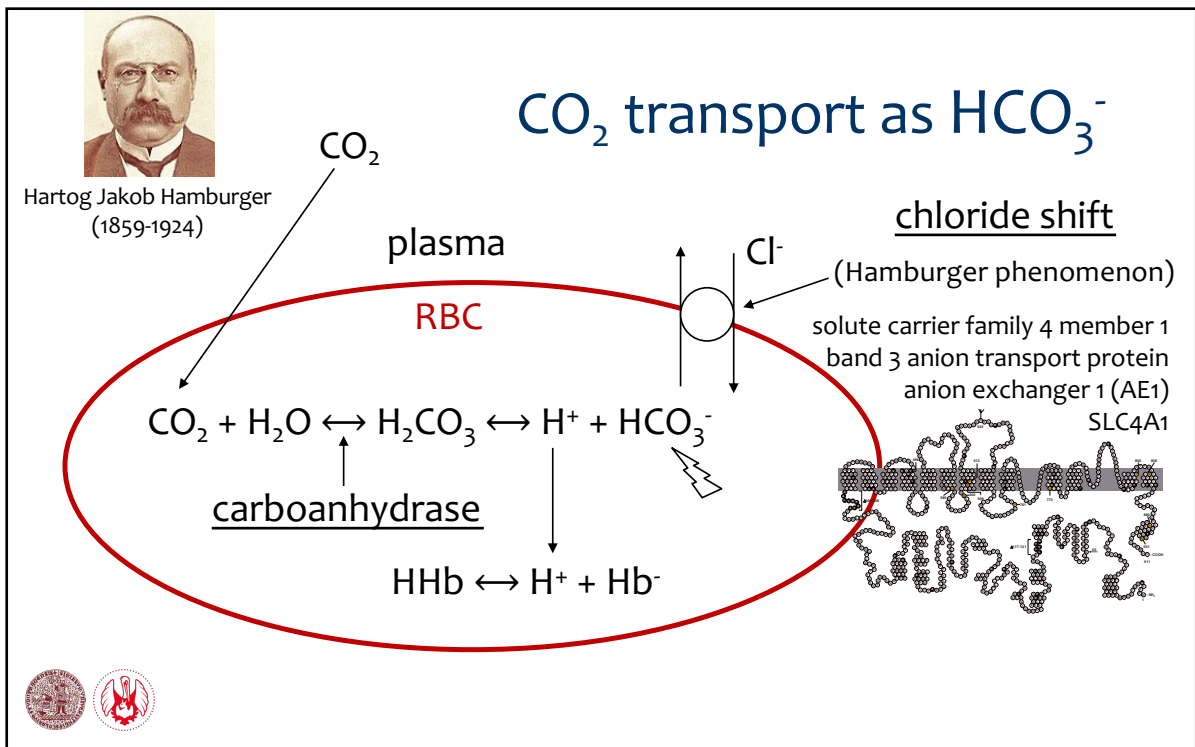 CO₂ transport as HCO₃⁻
Hartog Jakob Hamburger
(1859-1924)
CO₂
plasma
RBC
Cl⁻
chloride shift
(Hamburger phenomenon)
solute carrier family 4 member 1
band 3 anion transport protein
anion exchanger 1 (AE1)
SLC4A1
CO₂ + H₂O ↔ H₂CO₃ ↔ H⁺ + HCO₃⁻
carboanhydrase
HHb ↔ H⁺ + Hb⁻